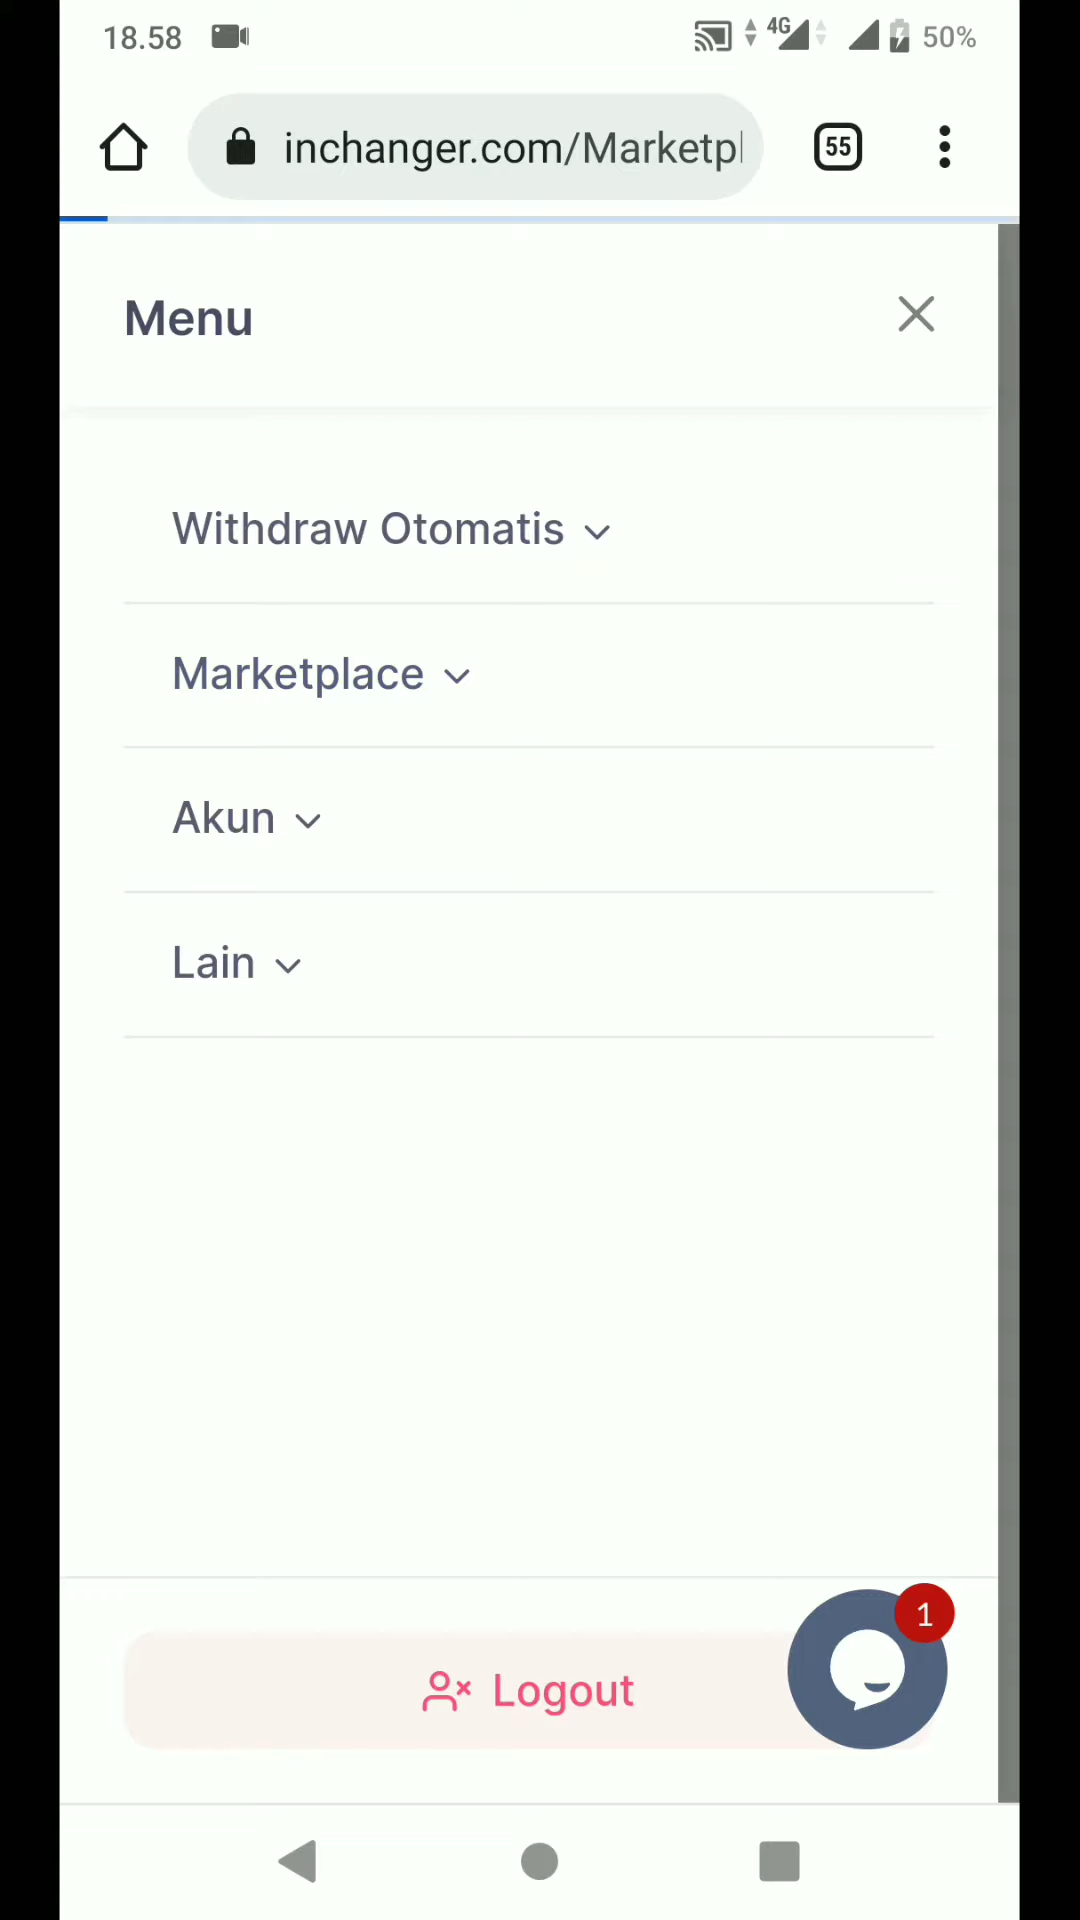 18.58 4G 50%
inchanger.com/Marketpl 55
Menu
Withdraw Otomatis
Marketplace
Akun
Lain
1
Logout